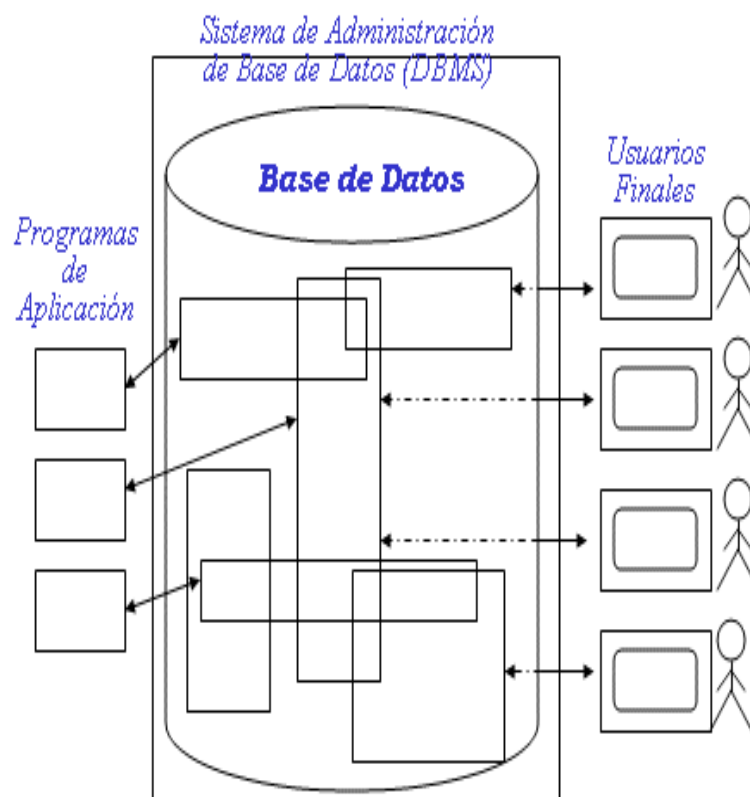 Sistema de Administración
de Base de Datos (DBMS)
Base de Datos
Usuarios
Finales
Programas
de
Aplicación